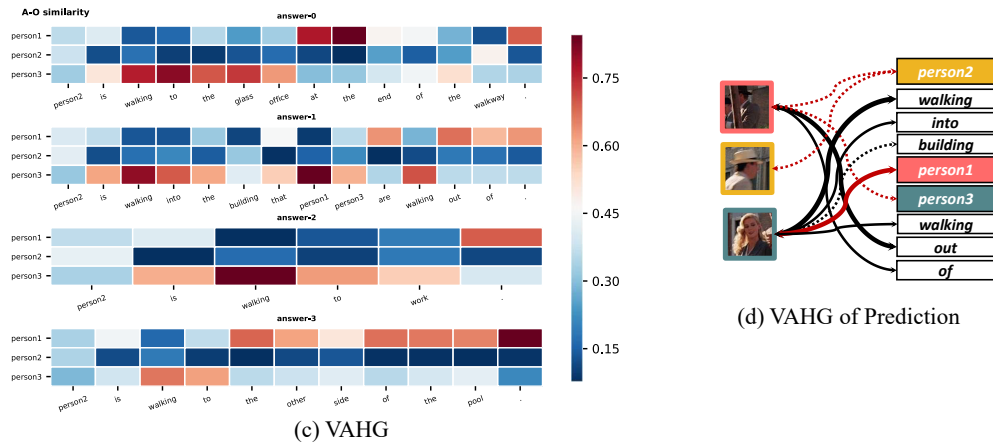 A-O similarity
answer-0
person1
person2
person3
person2 is walking to the glass office at the end of the walkway .
answer-1
person1
person2
person3
person2 is walking into the building that person1 person3 are walking out of .
answer-2
person1
person2
person3
person2 is walking to work .
answer-3
person1
person2
person3
person2 is walking to the other side of the pool .
0.75
0.60
0.45
0.30
0.15
(c) VAHG
person2
walking
into
building
person1
person3
walking
out
of
(d) VAHG of Prediction